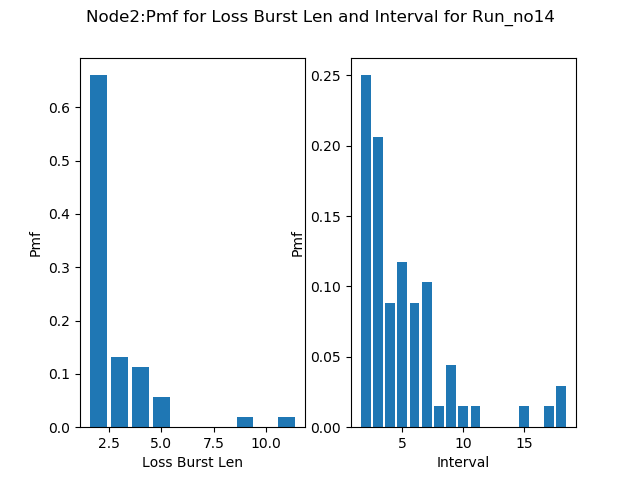 Node2:Pmf for Loss Burst Len and Interval for Run_no14
0.6
0.5
0.4
0.3
0.2
0.1
0.0
Pmf
2.5 5.0 7.5 10.0
Loss Burst Len
0.25
0.20
0.15
0.10
0.05
0.00
Pmf
5 10 15
Interval